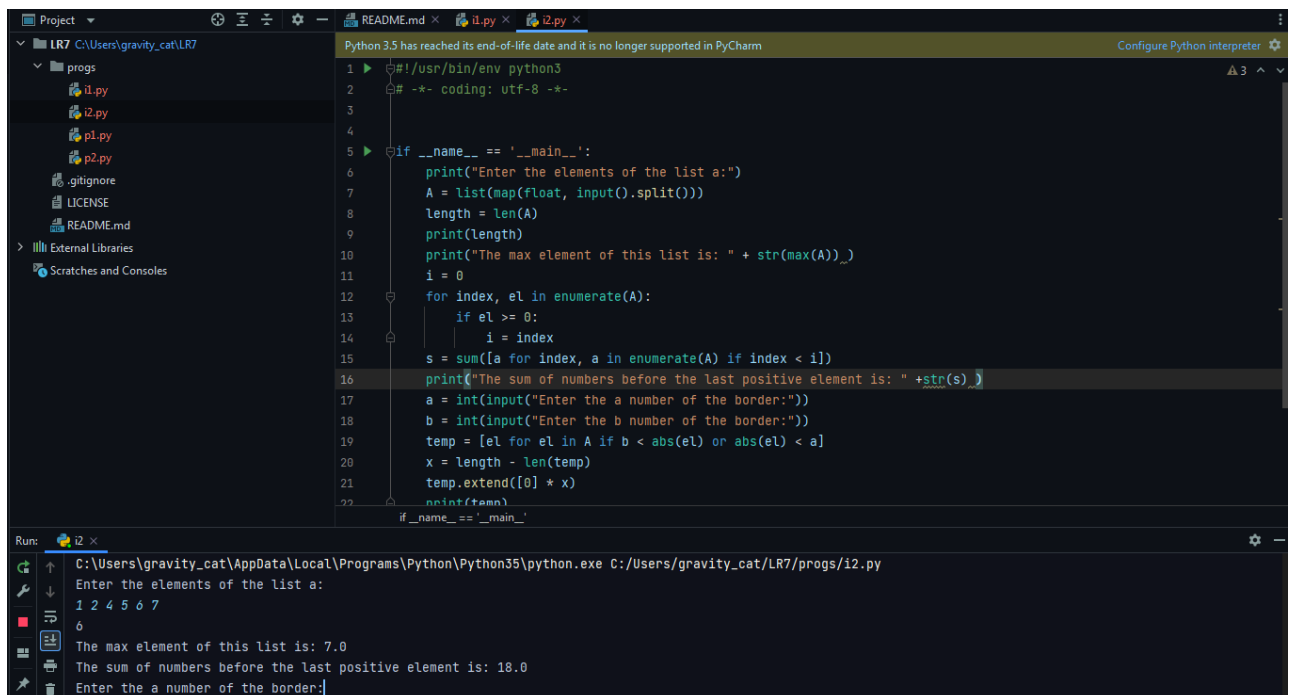 Project
README.md
i1.py
i2.py
LR7 C:\Users\gravity_cat\LR7
progs
i1.py
i2.py
p1.py
p2.py
.gitignore
LICENSE
README.md
External Libraries
Scratches and Consoles
Python 3.5 has reached its end-of-life date and it is no longer supported in PyCharm
Configure Python interpreter
3
1 #!/usr/bin/env python3
2 # -*- coding: utf-8 -*-
3
4
5 if __name__ == '__main__':
6 print("Enter the elements of the list a:")
7 A = list(map(float, input().split()))
8 length = len(A)
9 print(length)
10 print("The max element of this list is: " + str(max(A)) )
11 i = 0
12 for index, el in enumerate(A):
13 if el >= 0:
14 i = index
15 s = sum([a for index, a in enumerate(A) if index < i])
16 print("The sum of numbers before the last positive element is: " +str(s) )
17 a = int(input("Enter the a number of the border:"))
18 b = int(input("Enter the b number of the border:"))
19 temp = [el for el in A if b < abs(el) or abs(el) < a]
20 x = length - len(temp)
21 temp.extend([0] * x)
22 print(temp)
if __name__ == '__main__'
Run: i2
C:\Users\gravity_cat\AppData\Local\Programs\Python\Python35\python.exe C:/Users/gravity_cat/LR7/progs/i2.py
Enter the elements of the list a:
1 2 4 5 6 7
6
The max element of this list is: 7.0
The sum of numbers before the last positive element is: 18.0
Enter the a number of the border: